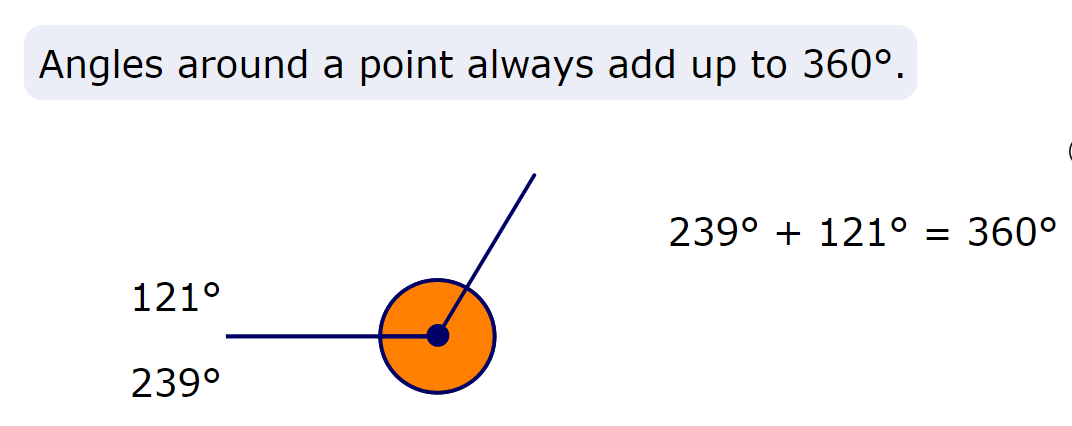 Angles around a point always add up to 360°.
239° + 121° = 360°
121°
239°